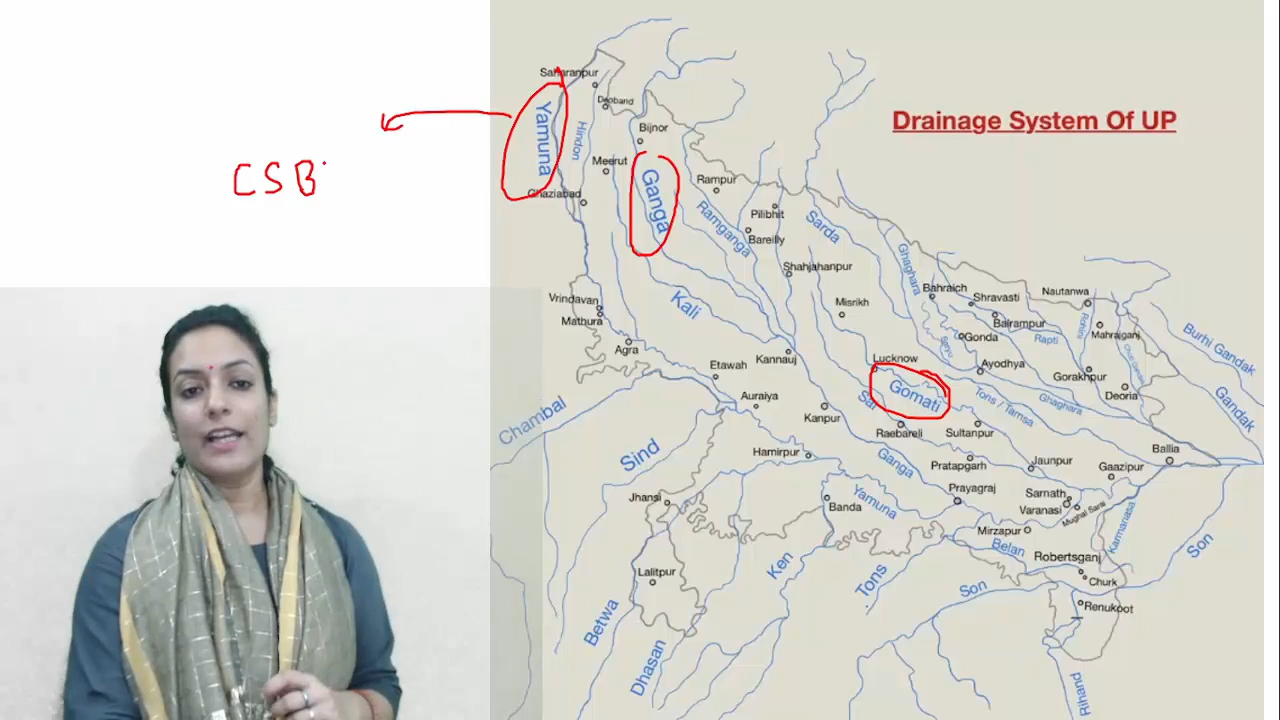 CSB
Drainage System Of UP
Saharanpur
Deoband
Yamuna
Hindon
Bijnor
Meerut
Ghaziabad
Ganga
Rampur
Ramganga
Pilibhit
Bareilly
Sarda
Shahjahanpur
Ghaghara
Bahraich
Shravasti
Nautanwa
Balrampur
Rohini
Mahrajganj
Burhi Gandak
Vrindavan
Mathura
Kali
Misrikh
Gonda
Rapti
Agra
Etawah
Kannauj
Lucknow
Ayodhya
Gorakhpur
Deoria
Gandak
Chambal
Auraiya
Kanpur
Gomati
Sai
Tons / Tamsa
Ghaghara
Raebareli
Sultanpur
Sind
Hamirpur
Ganga
Pratapgarh
Jaunpur
Gaazipur
Ballia
Jhansi
Banda
Yamuna
Prayagraj
Sarnath
Varanasi
Mughal Sarai
Mirzapur
Belan
Karmanasa
Son
Robertsganj
Lalitpur
Ken
Tons
Son
Churk
Renukoot
Betwa
Dhasan
Rihand